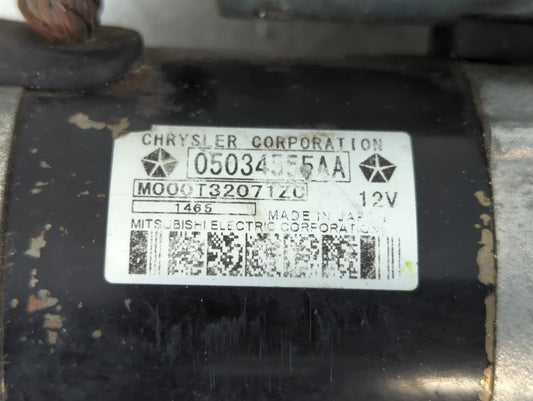 CHRYSLER CORPORATION
05034555AA
M000T32071ZC
12V
1465
MADE IN JAPAN
MITSUBISHI ELECTRIC CORPORATION